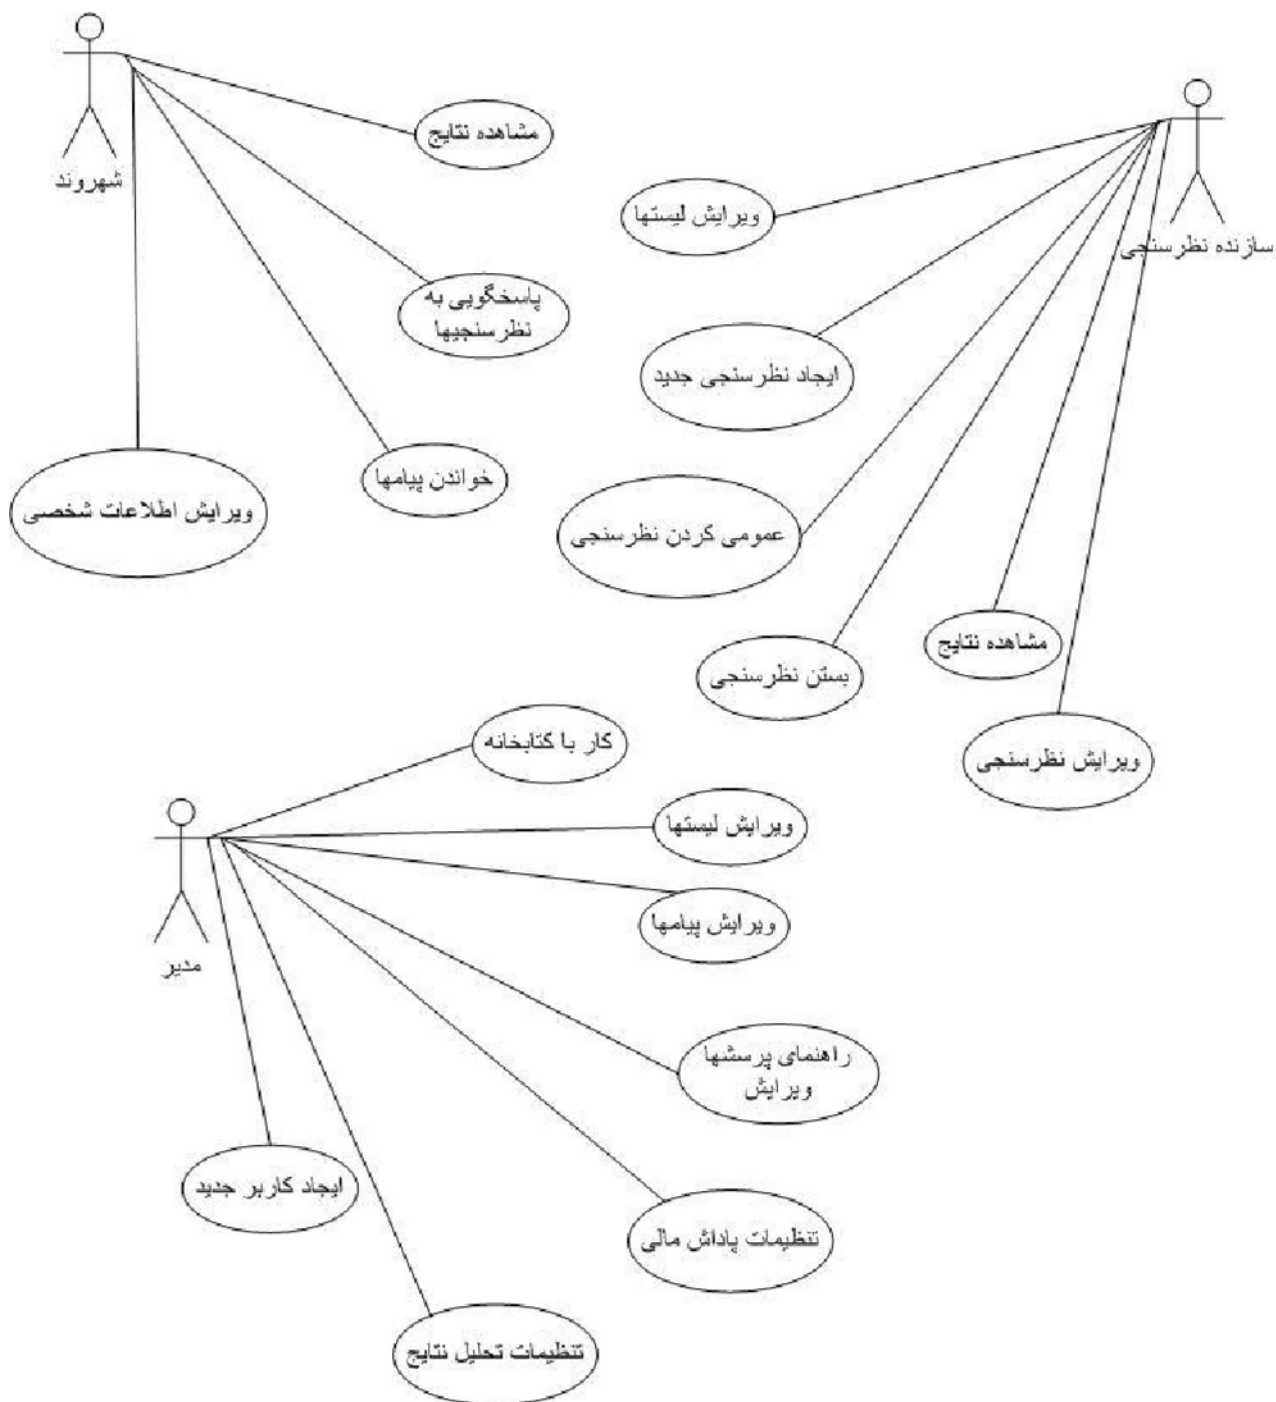 مشاهده نتایج
شهروند
پاسخگویی به
نظرسنجیها
خواندن پیامها
ویرایش اطلاعات شخصی
سازنده نظرسنجی
ویرایش لیستها
ایجاد نظرسنجی جدید
عمومی کردن نظرسنجی
مشاهده نتایج
بستن نظرسنجی
ویرایش نظرسنجی
کار با کتابخانه
ویرایش لیستها
ویرایش پیامها
مدیر
راهنمای پرسشها
ویرایش
ایجاد کاربر جدید
تنظیمات پاداش مالی
تنظیمات تحلیل نتایج